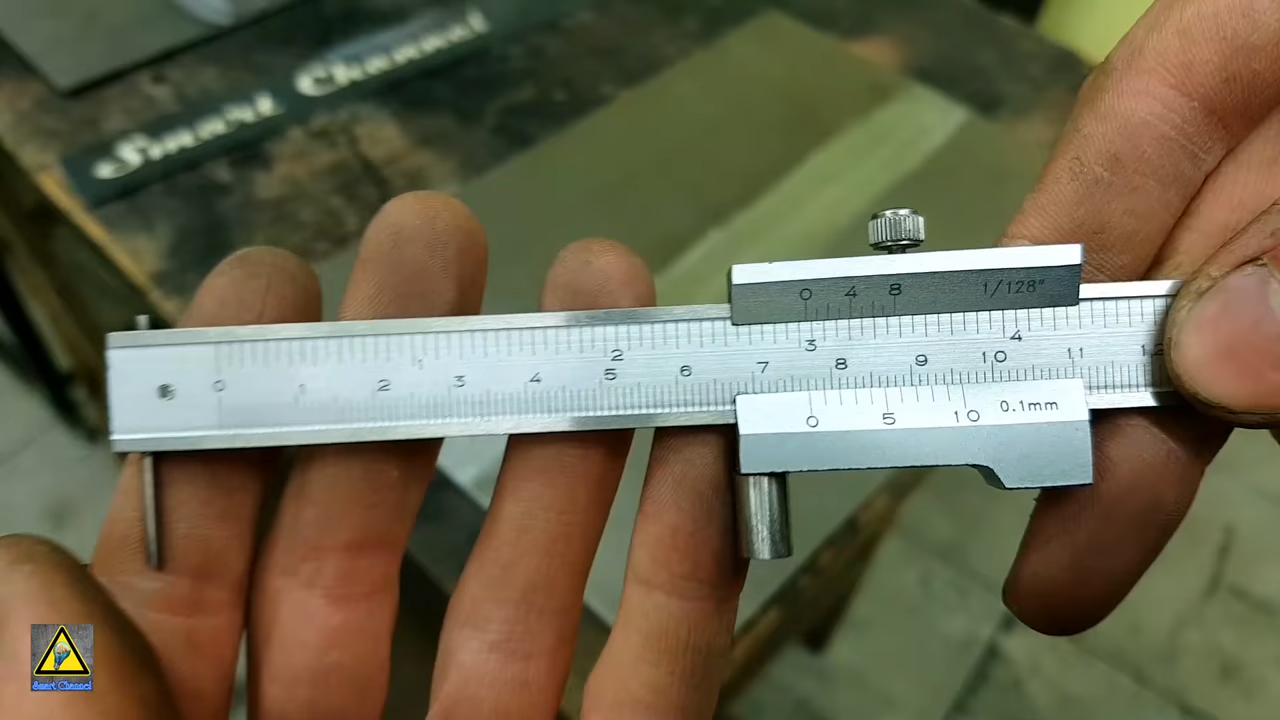 Smart Channel
0 4 8 1/128"
1 2 3 4
0 1 2 3 4 5 6 7 8 9 10 11 12
0 5 10 0.1mm
Smart Channel